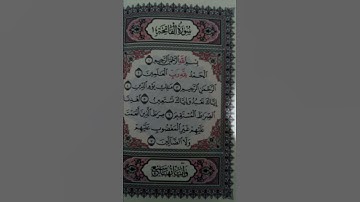 سورة الفاتحة
بسم الله الرحمن الرحيم
الحمد لله رب العالمين
الرحمن الرحيم ملك يوم الدين
إياك نعبد وإياك نستعين اهدنا
الصراط المستقيم صراط الذين أنعمت
عليهم غير المغضوب عليهم
ولا الضالين